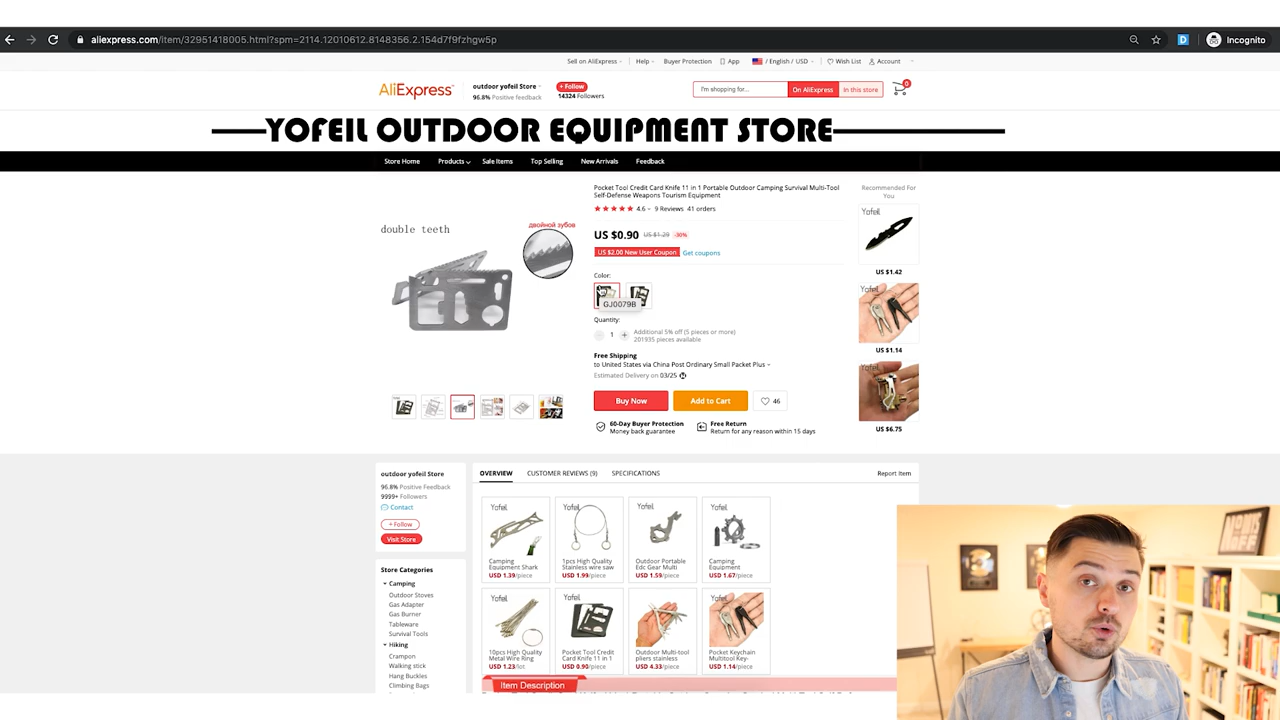 aliexpress.com/item/32951418005.html?spm=2114.12010612.8148356.2.154d7f9fzhgw5p
D
Incognito
Sell on AliExpress
Help
Buyer Protection
App
/ English / USD
Wish List
Account
AliExpress
outdoor yofeil Store
96.8% Positive feedback
+ Follow
14324 Followers
I'm shopping for...
On AliExpress
In this store
0
YOFEIL OUTDOOR EQUIPMENT STORE
Store Home
Products
Sale Items
Top Selling
New Arrivals
Feedback
double teeth
двойной зубов
Pocket Tool Credit Card Knife 11 in 1 Portable Outdoor Camping Survival Multi-Tool
Self-Defense Weapons Tourism Equipment
4.6
9 Reviews
41 orders
US $0.90
US $1.29
-30%
US $2.00 New User Coupon
Get coupons
Color:
GJ0079B
Quantity:
1
Additional 5% off (5 pieces or more)
201935 pieces available
Free Shipping
to United States via China Post Ordinary Small Packet Plus
Estimated Delivery on 03/25
Buy Now
Add to Cart
46
60-Day Buyer Protection
Money back guarantee
Free Return
Return for any reason within 15 days
Recommended For
You
Yofeil
US $1.42
Yofeil
US $1.14
Yofeil
US $6.75
outdoor yofeil Store
96.8% Positive Feedback
9999+ Followers
Contact
+ Follow
Visit Store
Store Categories
Camping
Outdoor Stoves
Gas Adapter
Gas Burner
Tableware
Survival Tools
Hiking
Crampon
Walking stick
Hang Buckles
Climbing Bags
OVERVIEW
CUSTOMER REVIEWS (9)
SPECIFICATIONS
Report Item
Yofeil
Camping
Equipment Shark
USD 1.39/piece
Yofeil
1pcs High Quality
Stainless wire saw
USD 1.99/piece
Yofeil
Outdoor Portable
Edc Gear Multi
USD 1.59/piece
Yofeil
Camping
Equipment
USD 1.67/piece
Yofeil
10pcs High Quality
Metal Wire Ring
USD 1.23/lot
Yofeil
Pocket Tool Credit
Card Knife 11 in 1
USD 0.90/piece
Outdoor Multi-tool
pliers stainless
USD 4.33/piece
Yofeil
Pocket Keychain
Multitool Key-
USD 1.14/piece
Item Description